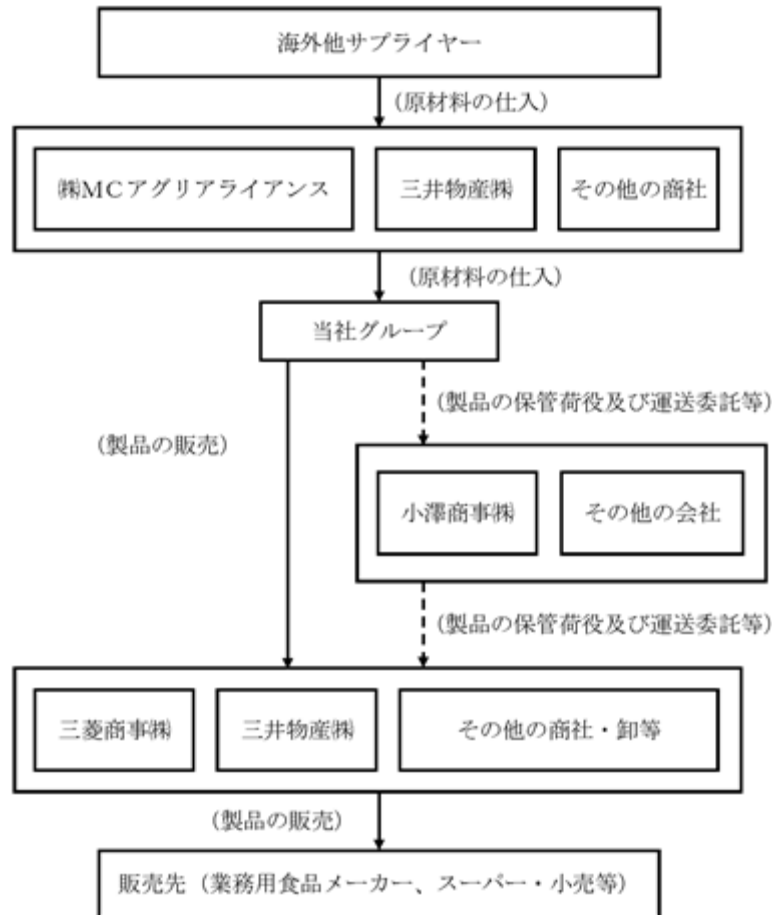 海外他サプライヤー
(原材料の仕入)
㈱MCアグリアライアンス
三井物産㈱
その他の商社
(原材料の仕入)
当社グループ
(製品の保管荷役及び運送委託等)
(製品の販売)
小澤商事㈱
その他の会社
(製品の保管荷役及び運送委託等)
三菱商事㈱
三井物産㈱
その他の商社・卸等
(製品の販売)
販売先（業務用食品メーカー、スーパー・小売等）